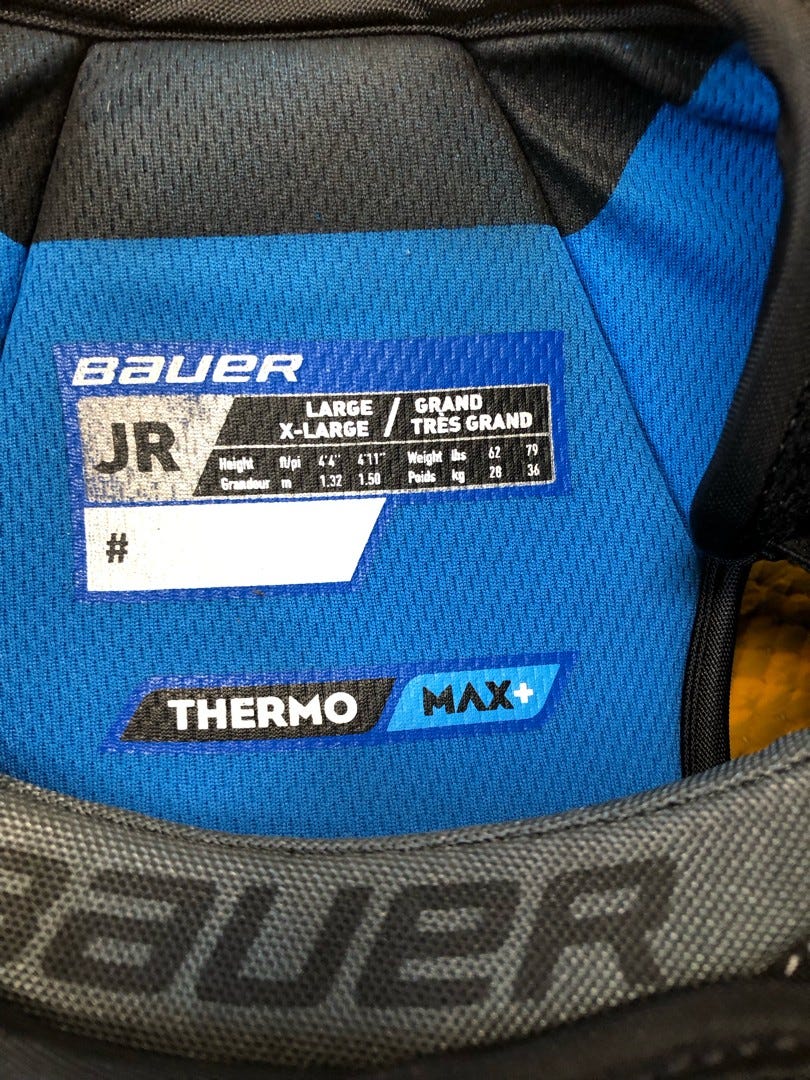 BAUER
JR
LARGE / GRAND
X-LARGE / TRÈS GRAND
Height ft/pi 4'4" 4'11" Weight lbs 62 79
Grandeur m 1.32 1.50 Poids kg 28 36
#
THERMO MAX+
BAUER